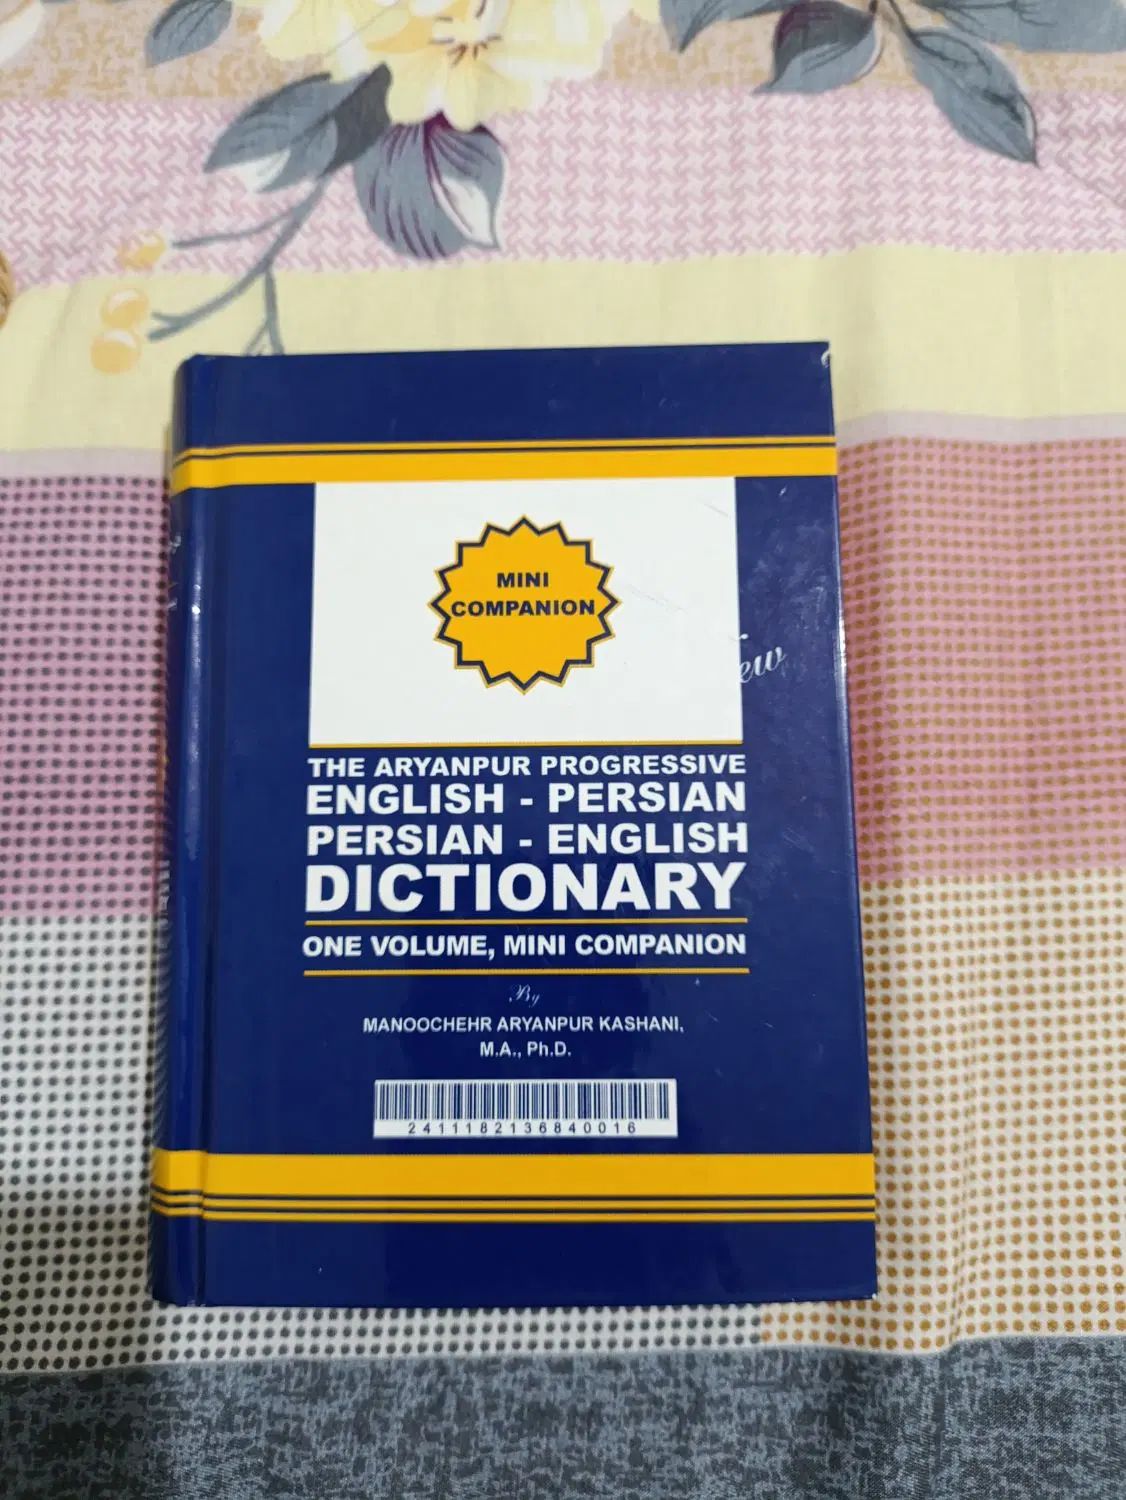 MINI
COMPANION
THE ARYANPUR PROGRESSIVE
ENGLISH - PERSIAN
PERSIAN - ENGLISH
DICTIONARY
ONE VOLUME, MINI COMPANION
By
MANOOCHEHR ARYANPUR KASHANI,
M.A., Ph.D.
2411182136840016